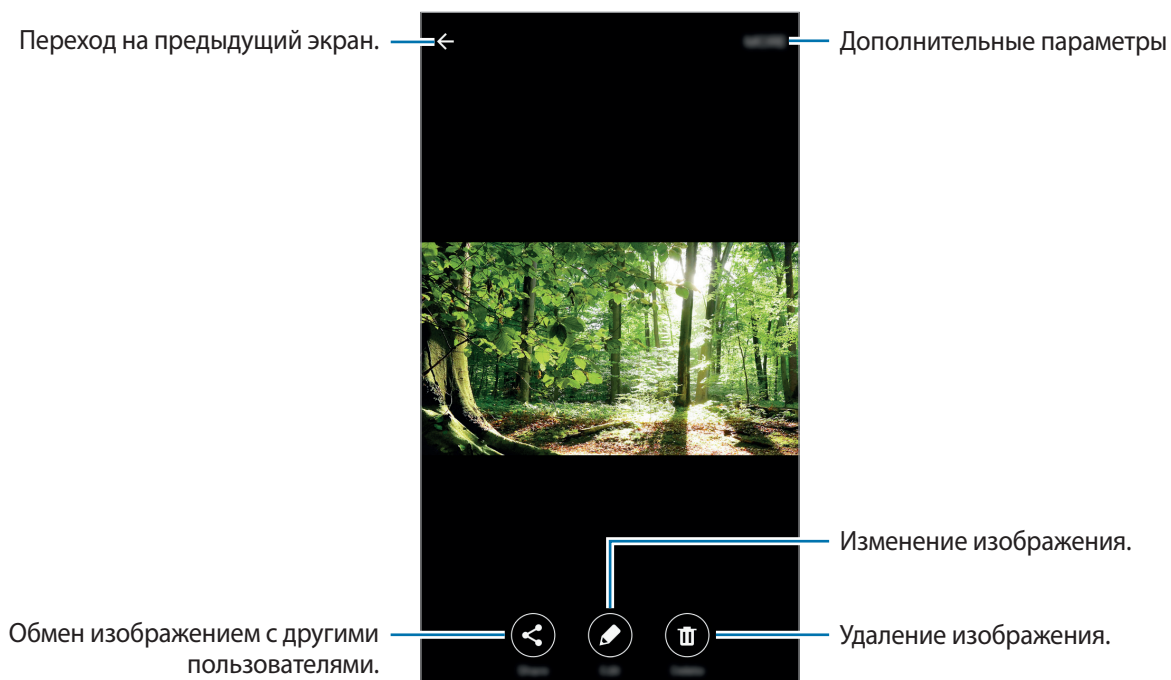 Переход на предыдущий экран.
Дополнительные параметры
Изменение изображения.
Обмен изображением с другими
пользователями.
Удаление изображения.